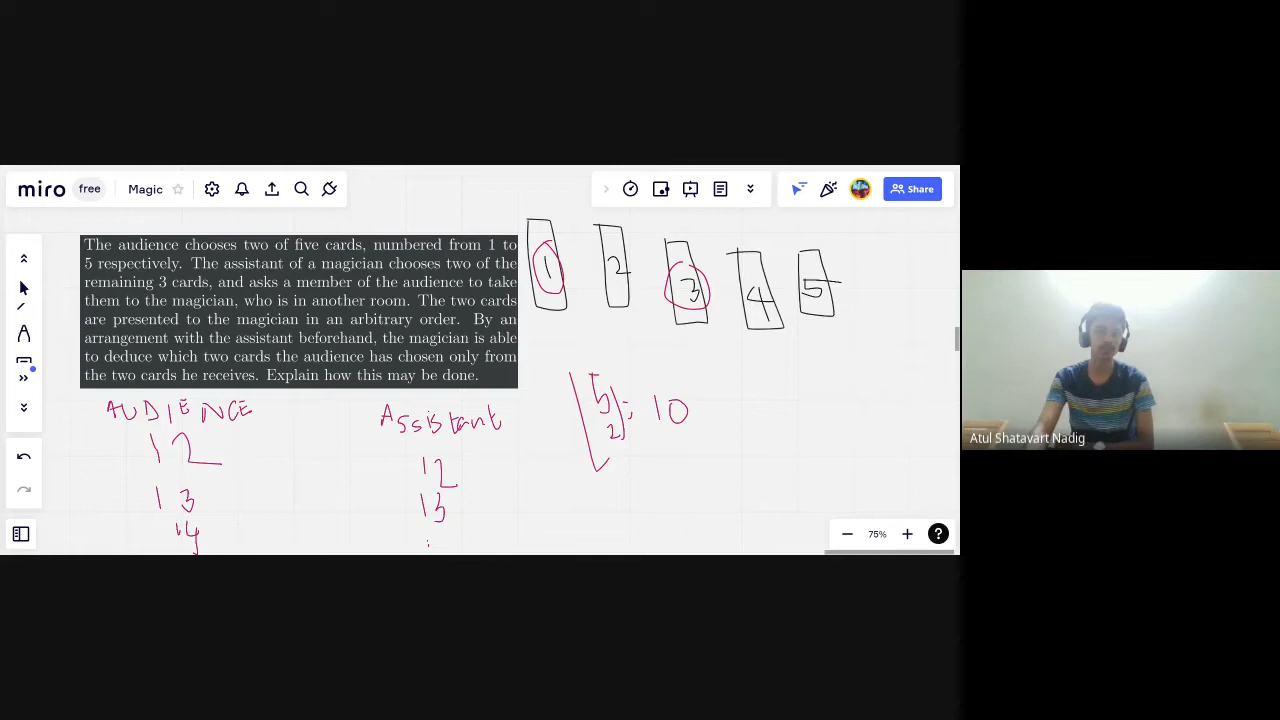 miro free Magic Share
The audience chooses two of five cards, numbered from 1 to
5 respectively. The assistant of a magician chooses two of the
remaining 3 cards, and asks a member of the audience to take
them to the magician, who is in another room. The two cards
are presented to the magician in an arbitrary order. By an
arrangement with the assistant beforehand, the magician is able
to deduce which two cards the audience has chosen only from
the two cards he receives. Explain how this may be done.
1 2 3 4 5
AUDIENCE Assistant
5
2 : 10
1 2
1 3
14
12
13
Atul Shatavart Nadig
75%